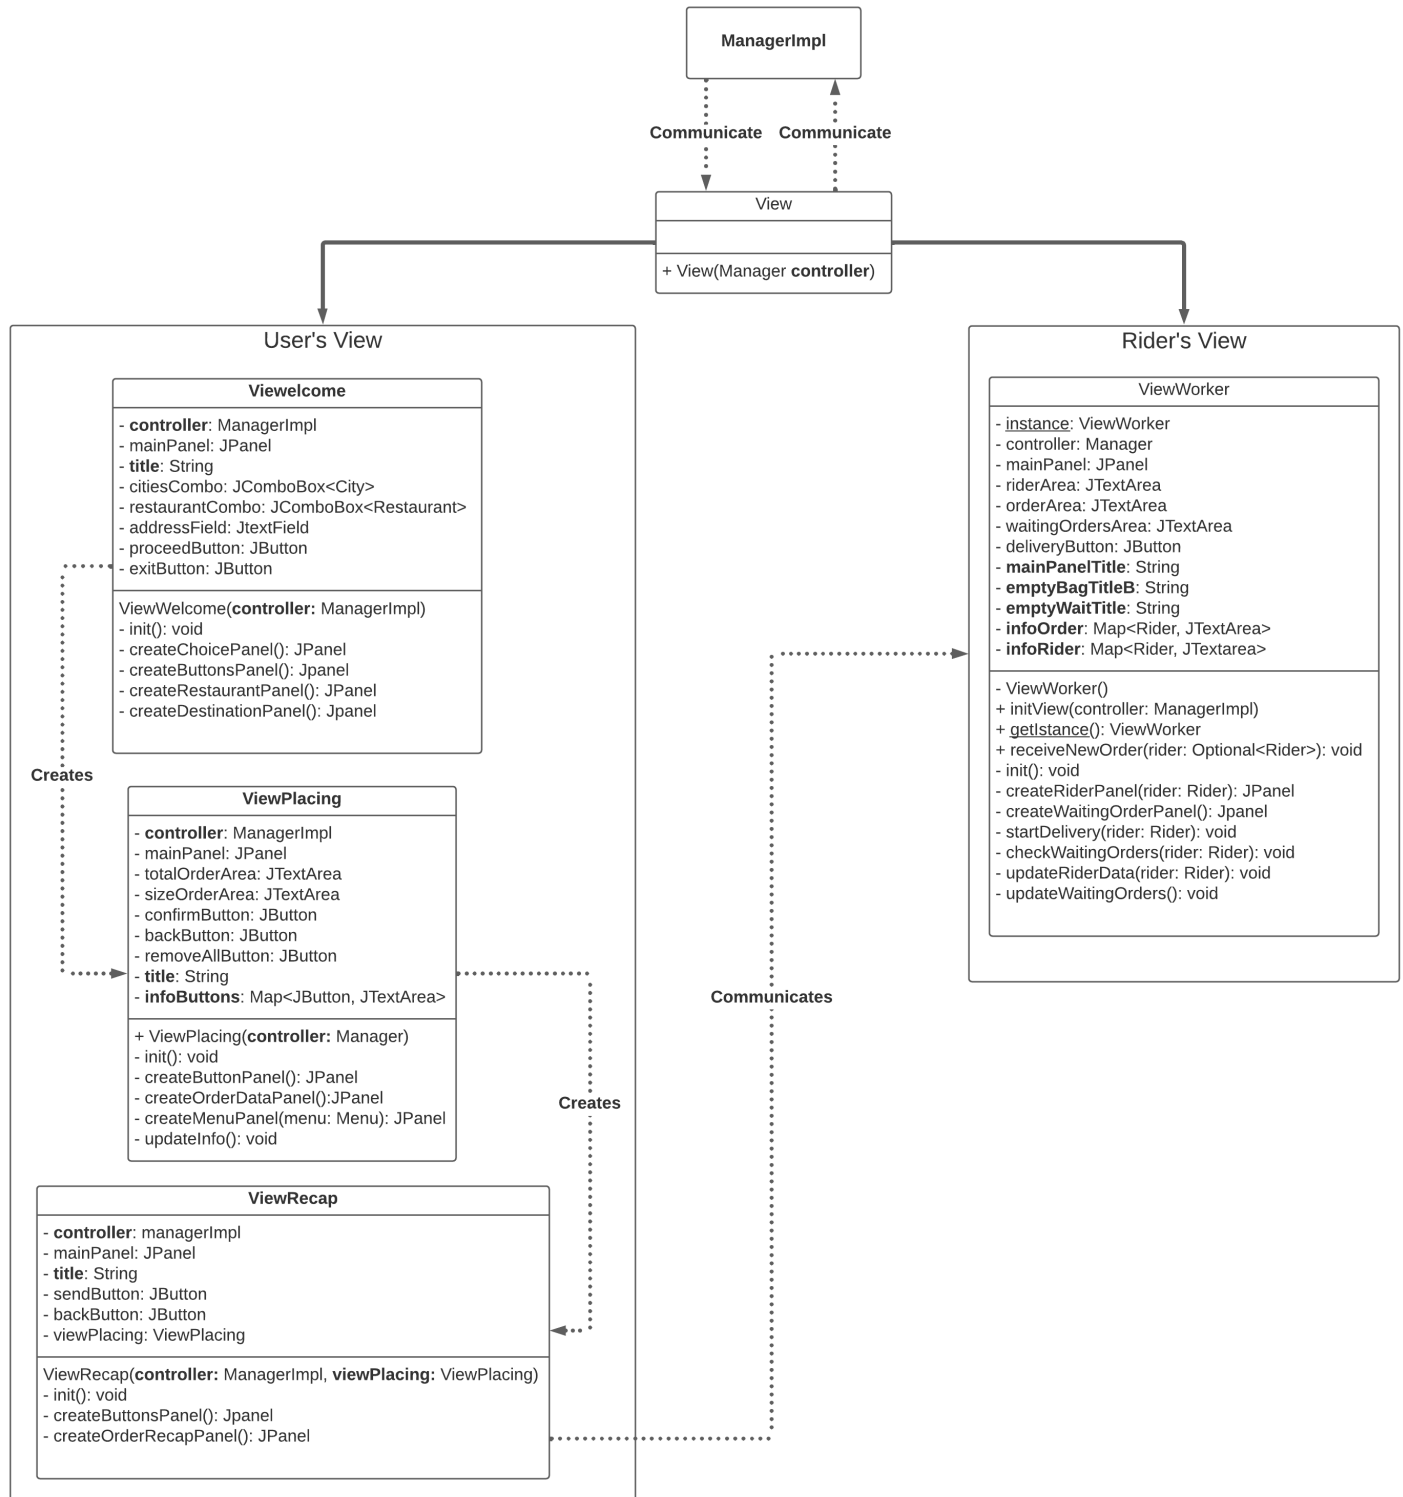 ManagerImpl
Communicate
Communicate
View
+ View(Manager controller)
User's View
Viewelcome
- controller: ManagerImpl
- mainPanel: JPanel
- title: String
- citiesCombo: JComboBox<City>
- restaurantCombo: JComboBox<Restaurant>
- addressField: JtextField
- proceedButton: JButton
- exitButton: JButton
ViewWelcome(controller: ManagerImpl)
- init(): void
- createChoicePanel(): JPanel
- createButtonsPanel(): Jpanel
- createRestaurantPanel(): JPanel
- createDestinationPanel(): Jpanel
Creates
ViewPlacing
- controller: ManagerImpl
- mainPanel: JPanel
- totalOrderArea: JTextArea
- sizeOrderArea: JTextArea
- confirmButton: JButton
- backButton: JButton
- removeAllButton: JButton
- title: String
- infoButtons: Map<JButton, JTextArea>
+ ViewPlacing(controller: Manager)
- init(): void
- createButtonPanel(): JPanel
- createOrderDataPanel():JPanel
- createMenuPanel(menu: Menu): JPanel
- updateInfo(): void
Creates
ViewRecap
- controller: managerImpl
- mainPanel: JPanel
- title: String
- sendButton: JButton
- backButton: JButton
- viewPlacing: ViewPlacing
ViewRecap(controller: ManagerImpl, viewPlacing: ViewPlacing)
- init(): void
- createButtonsPanel(): Jpanel
- createOrderRecapPanel(): JPanel
Communicates
Rider's View
ViewWorker
- instance: ViewWorker
- controller: Manager
- mainPanel: JPanel
- riderArea: JTextArea
- orderArea: JTextArea
- waitingOrdersArea: JTextArea
- deliveryButton: JButton
- mainPanelTitle: String
- emptyBagTitleB: String
- emptyWaitTitle: String
- infoOrder: Map<Rider, JTextArea>
- infoRider: Map<Rider, JTextarea>
- ViewWorker()
+ initView(controller: ManagerImpl)
+ getIstance(): ViewWorker
+ receiveNewOrder(rider: Optional<Rider>): void
- init(): void
- createRiderPanel(rider: Rider): JPanel
- createWaitingOrderPanel(): Jpanel
- startDelivery(rider: Rider): void
- checkWaitingOrders(rider: Rider): void
- updateRiderData(rider: Rider): void
- updateWaitingOrders(): void